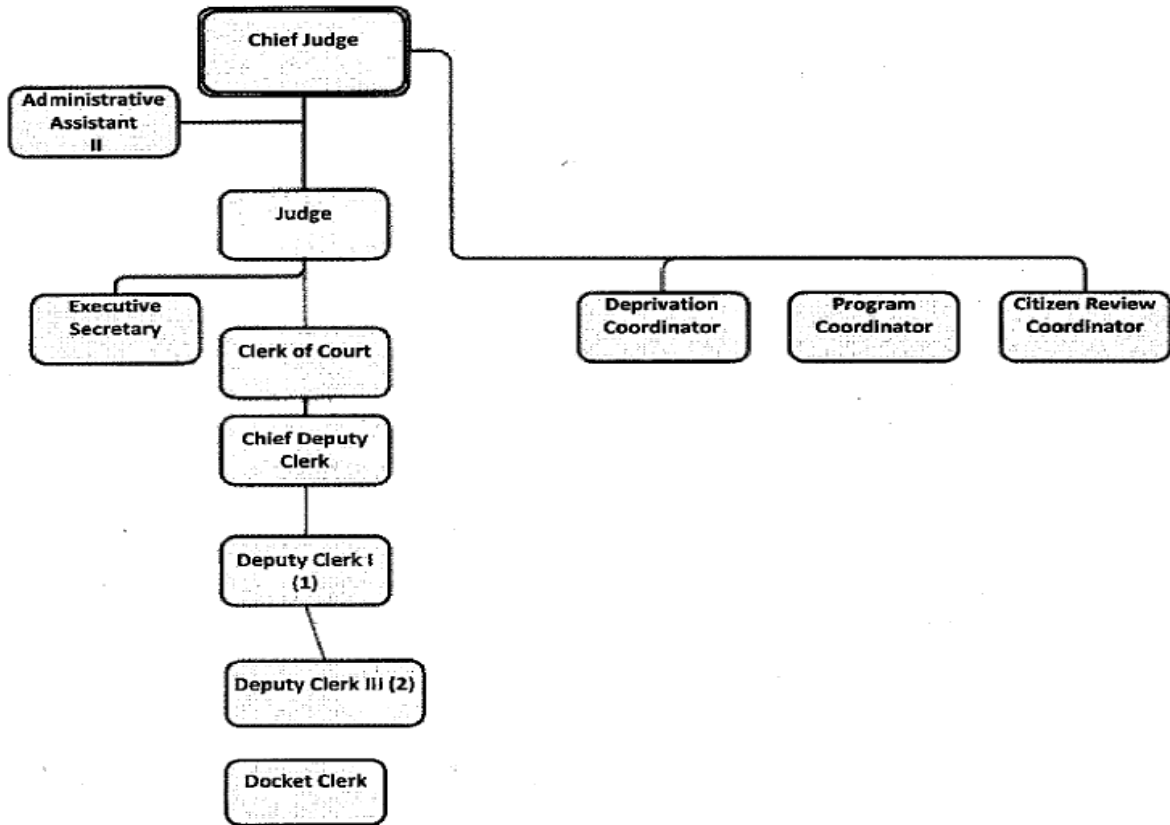 Chief Judge
Administrative
Assistant
II
Judge
Executive
Secretary
Deprivation
Coordinator
Program
Coordinator
Citizen Review
Coordinator
Clerk of Court
Chief Deputy
Clerk
Deputy Clerk I
(1)
Deputy Clerk III (2)
Docket Clerk